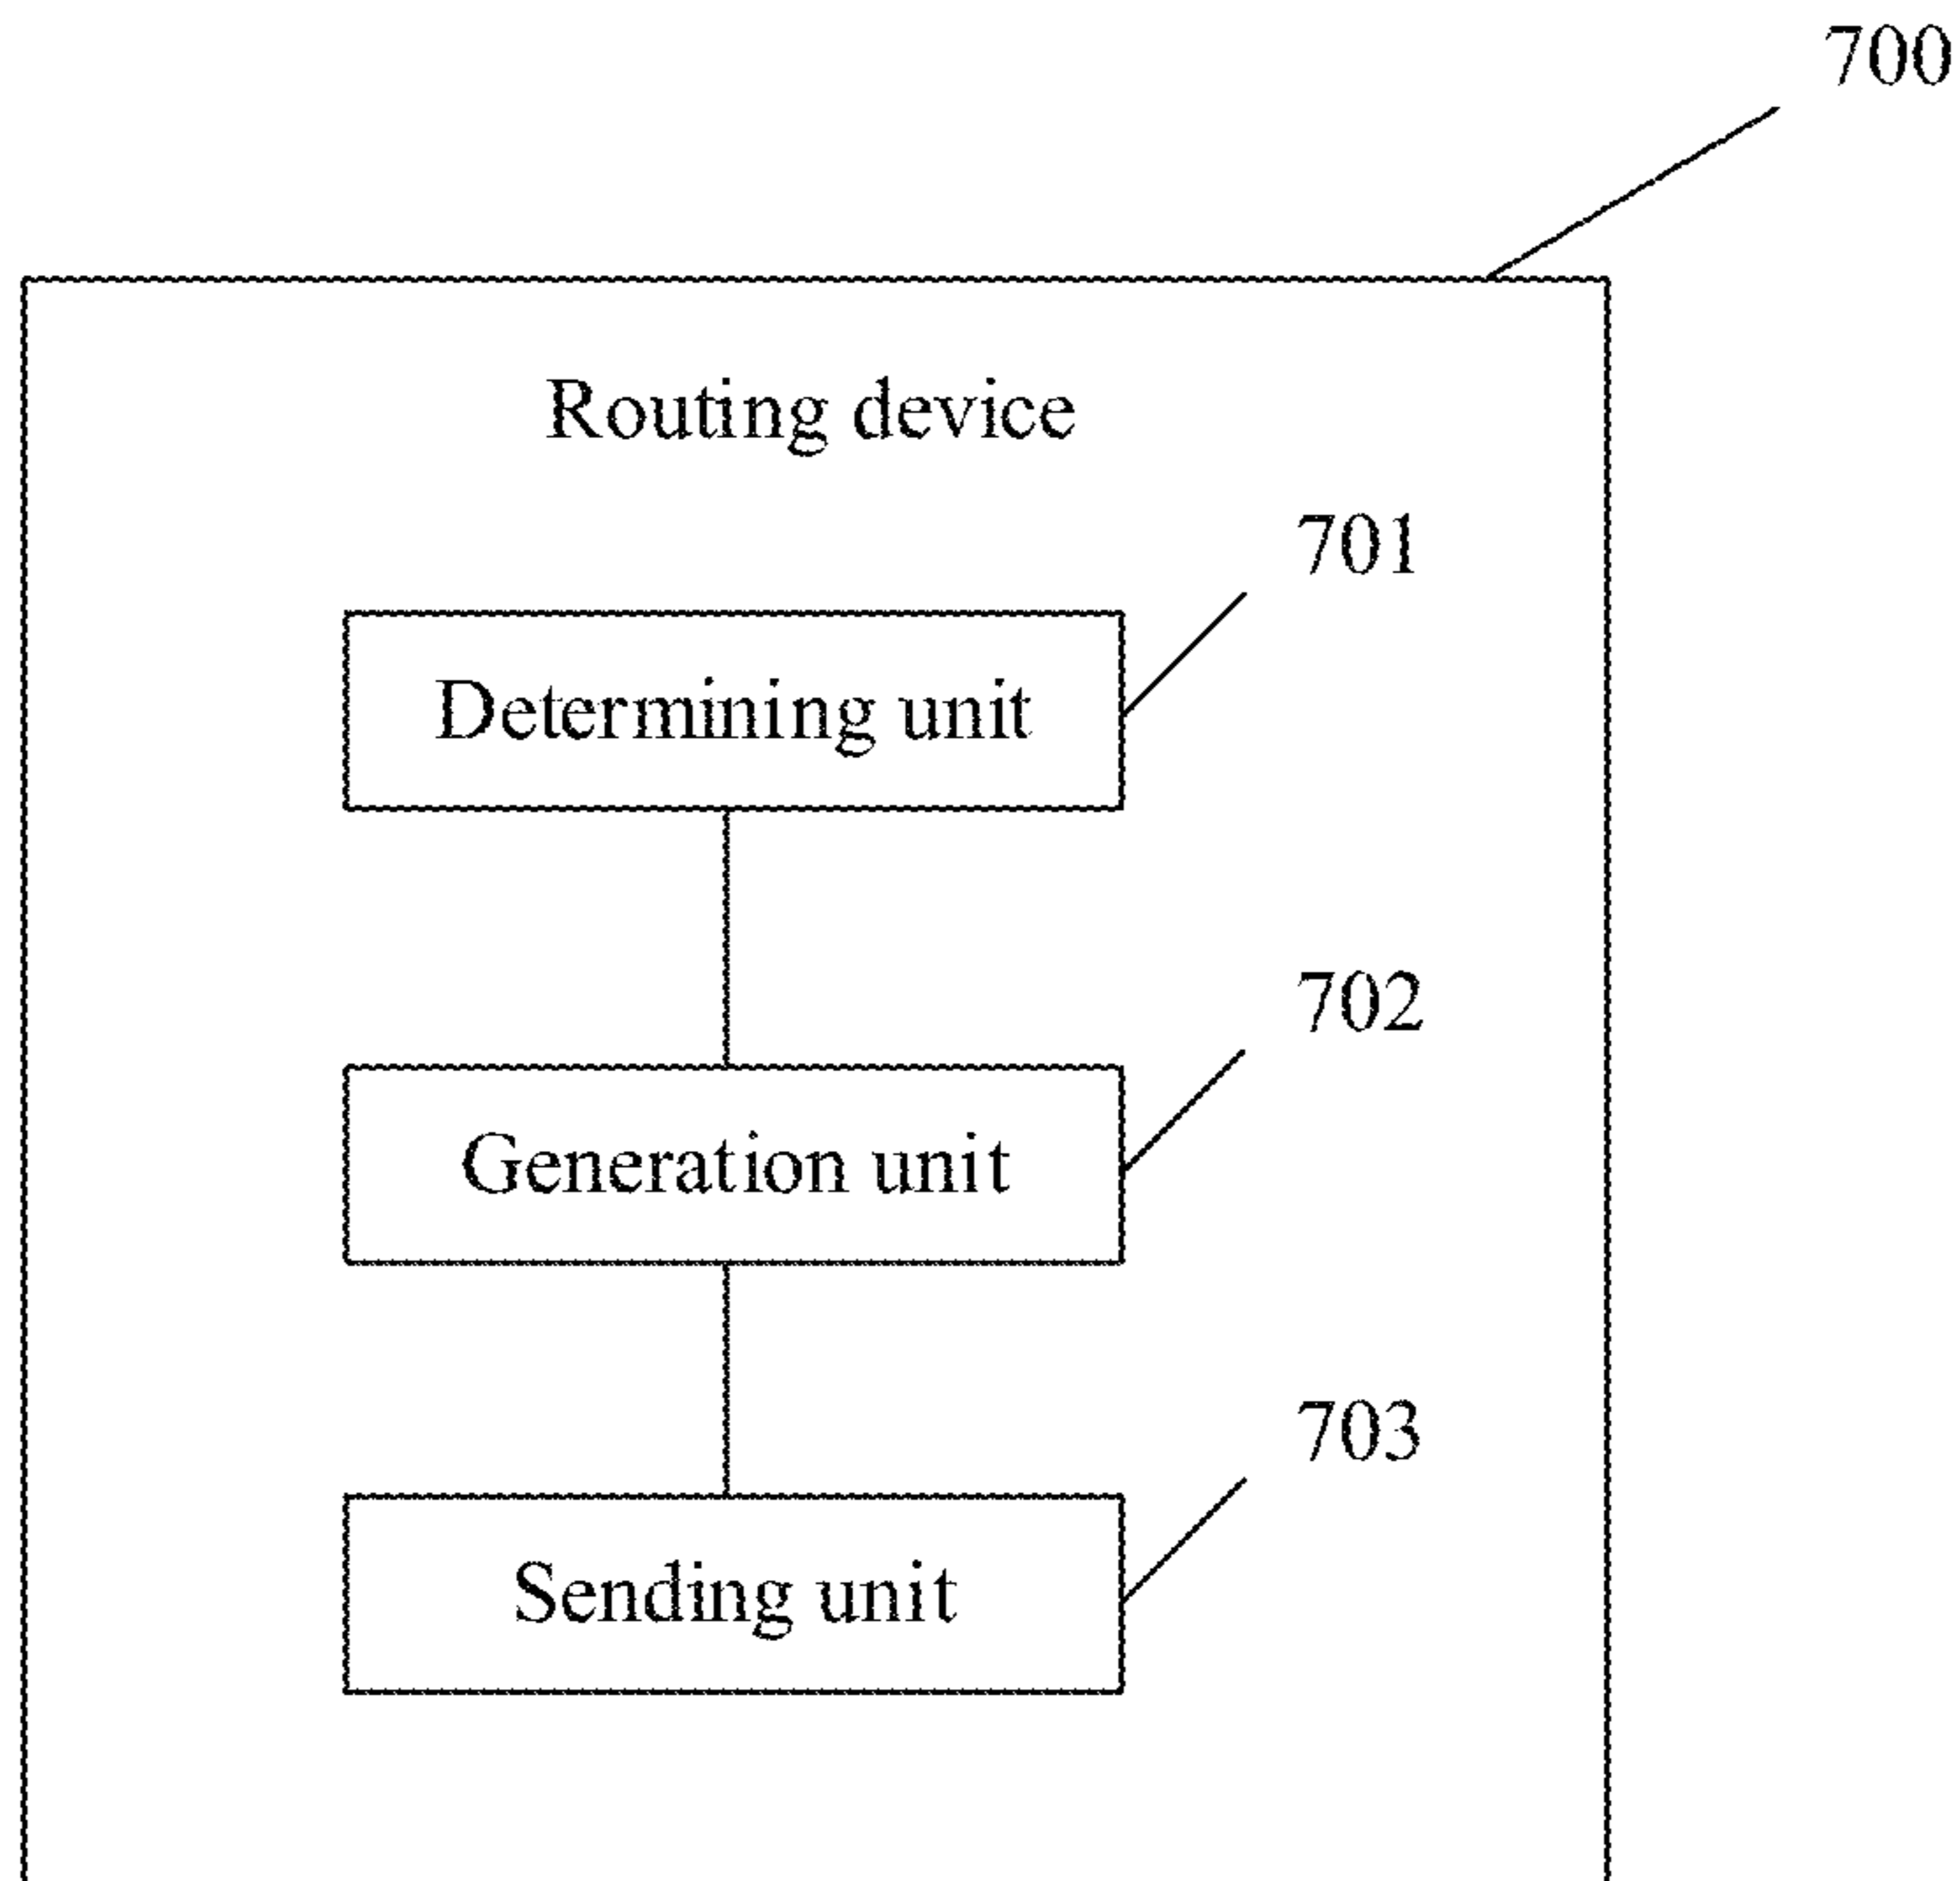 700
Routing device
701
Determining unit
702
Generation unit
703
Sending unit